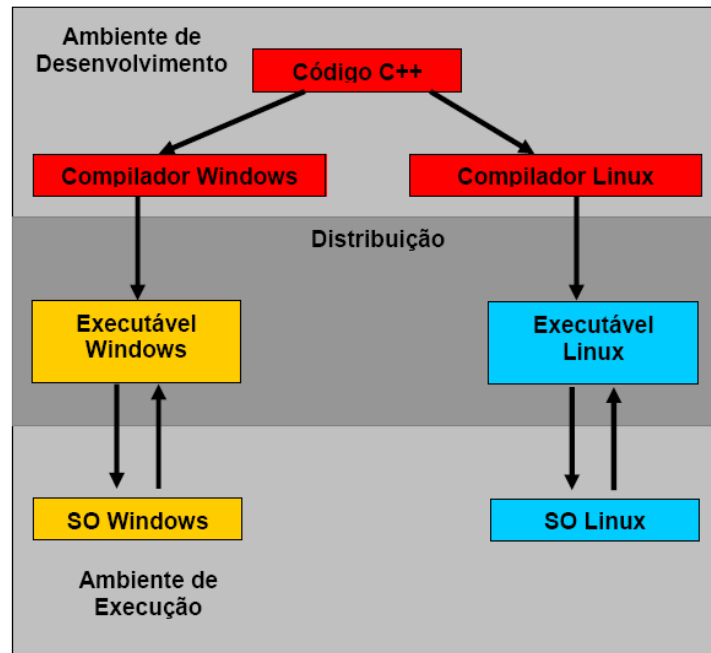 Ambiente de
Desenvolvimento
Código C++
Compilador Windows
Compilador Linux
Distribuição
Executável
Windows
Executável
Linux
SO Windows
SO Linux
Ambiente de
Execução